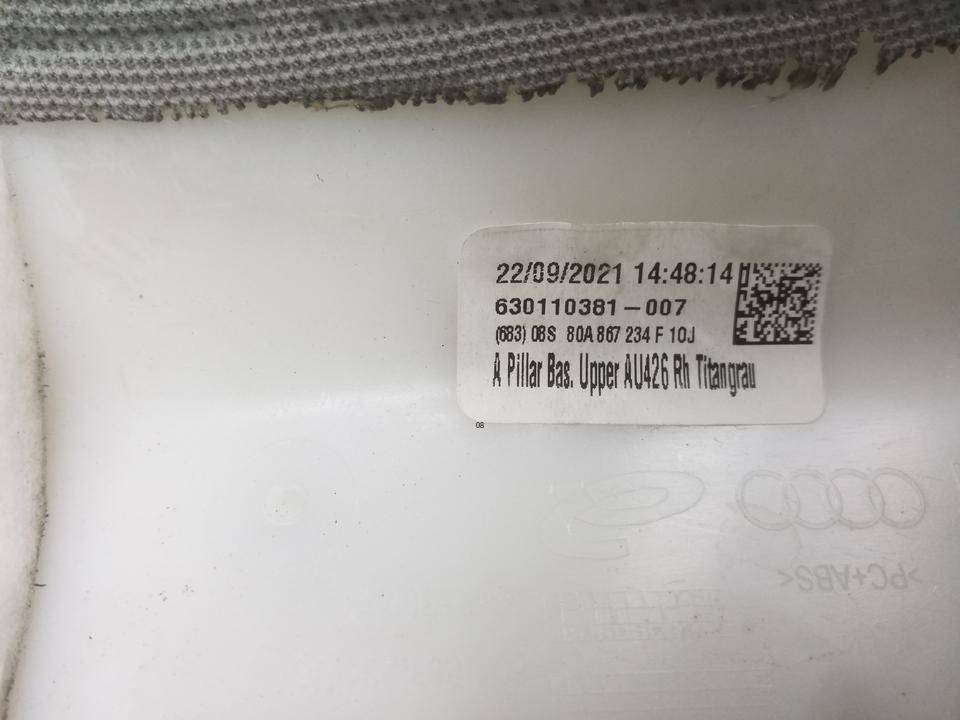 22/09/2021 14:48:14
630110381-007
(683) 08S 80A 867 234 F 10J
A Pillar Bas. Upper AU426 Rh Titangrau
08
>PC+ABS<